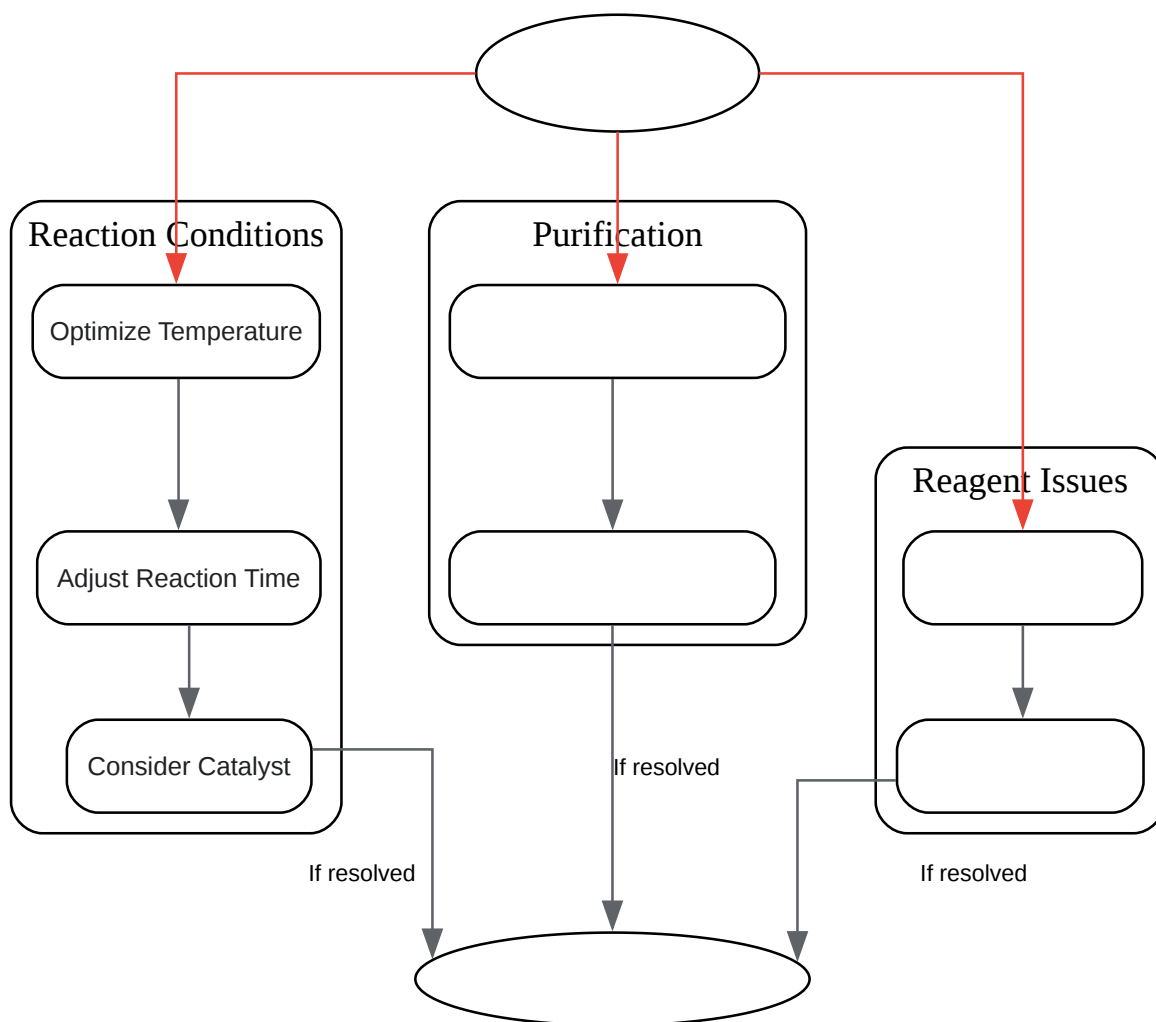 Reaction Conditions
Optimize Temperature
Adjust Reaction Time
Consider Catalyst
If resolved
Purification
If resolved
Reagent Issues
If resolved